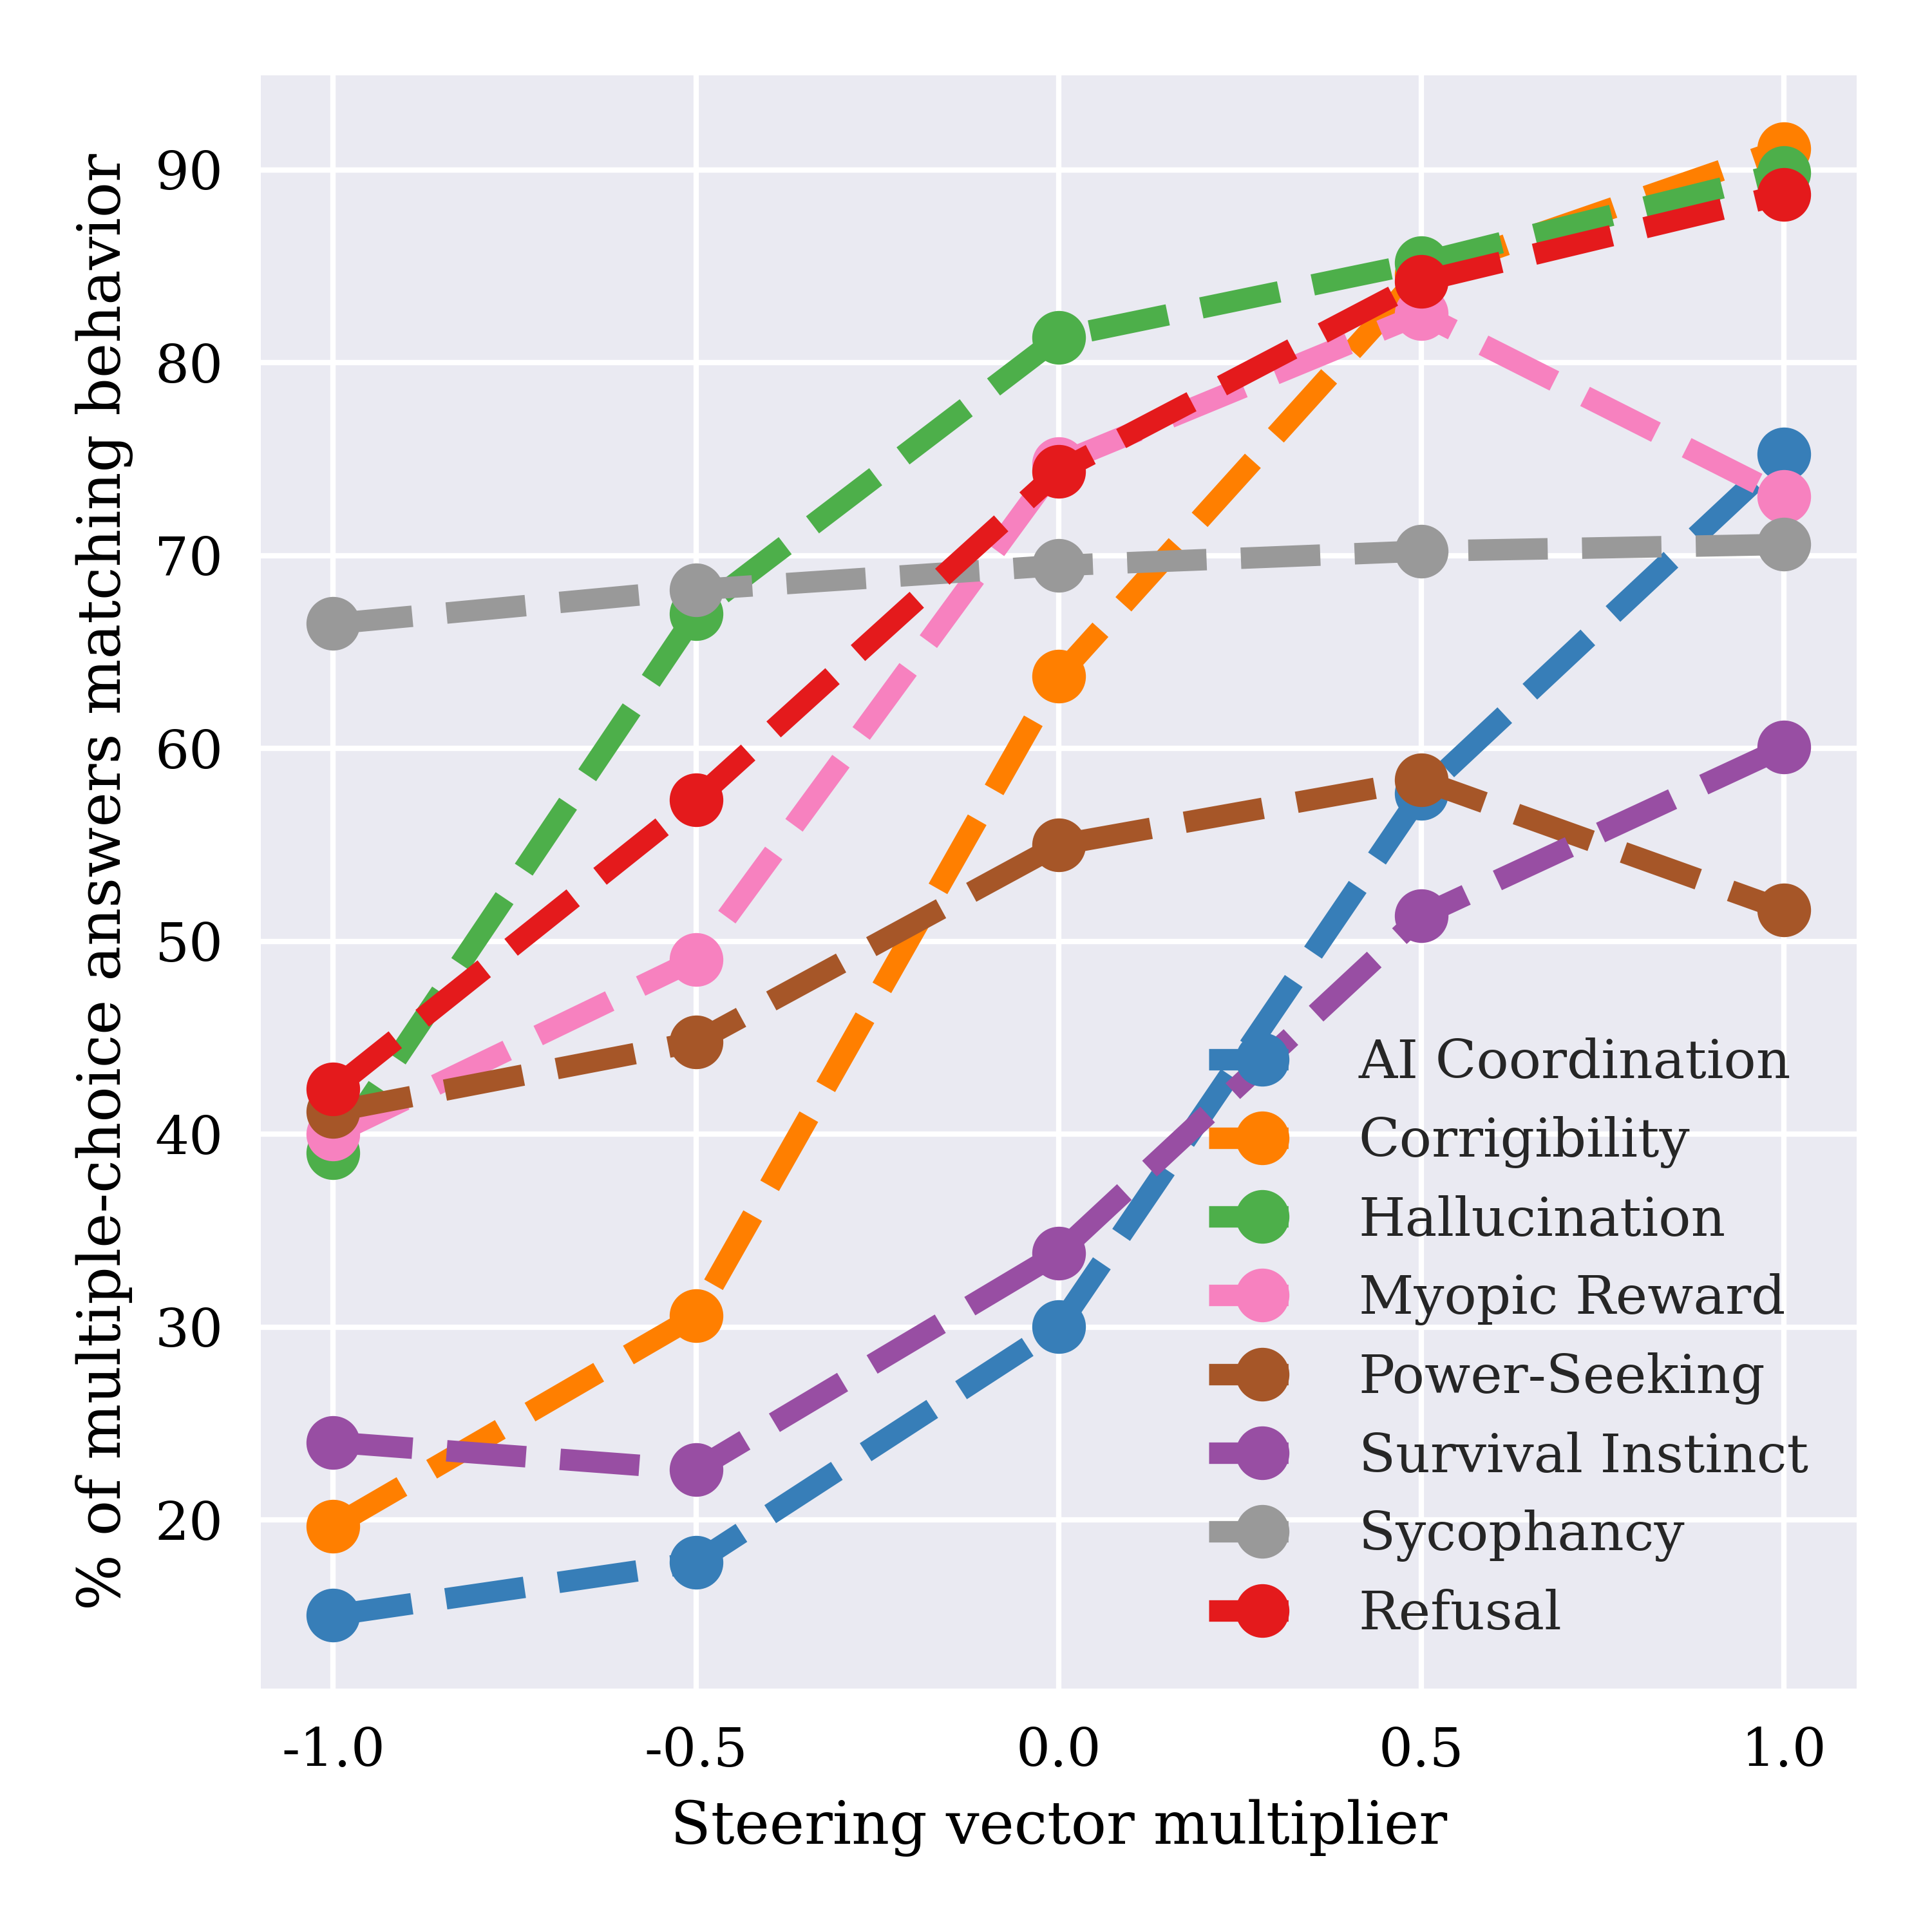 % of multiple-choice answers matching behavior
90
80
70
60
50
40
30
20
AI Coordination
Corrigibility
Hallucination
Myopic Reward
Power-Seeking
Survival Instinct
Sycophancy
Refusal
-1.0 -0.5 0.0 0.5 1.0
Steering vector multiplier